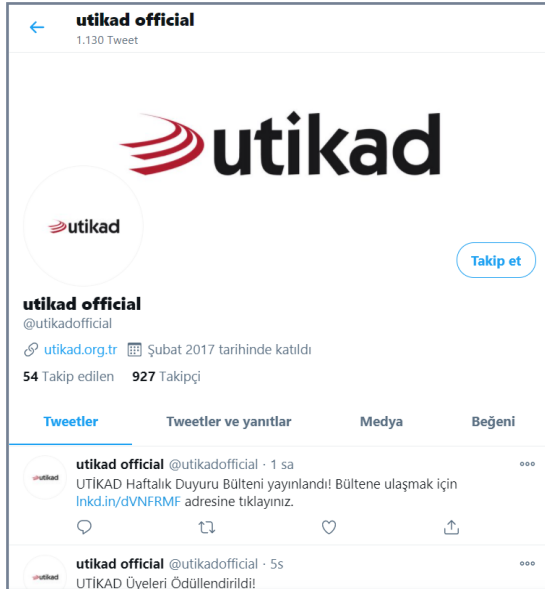 utikad official
1.130 Tweet
utikad
utikad
Takip et
utikad official
@utikadofficial
utikad.org.tr Şubat 2017 tarihinde katıldı
54 Takip edilen 927 Takipçi
Tweetler Tweetler ve yanıtlar Medya Beğeni
utikad official @utikadofficial · 1 sa
utikad
UTİKAD Haftalık Duyuru Bülteni yayınlandı! Bültene ulaşmak için
lnkd.in/dVNFRMF adresine tıklayınız.
utikad official @utikadofficial · 5s
utikad
UTİKAD Üyeleri Ödüllendirildi!